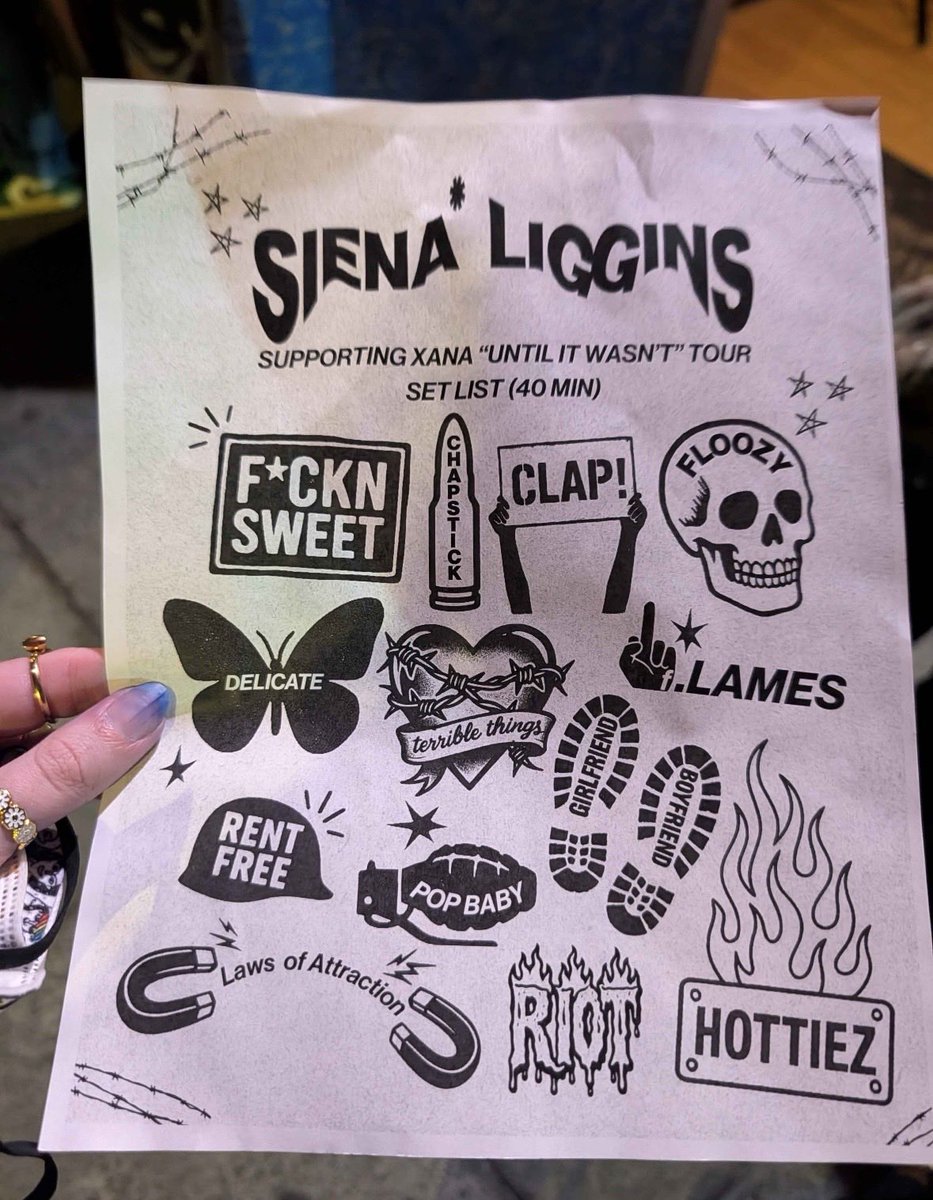 SIENA* LIGGINS
SUPPORTING XANA “UNTIL IT WASN'T” TOUR
SET LIST (40 MIN)
F★CKN
SWEET
CHAPSTICK
CLAP!
FLOOZY
DELICATE
terrible things
f.LAMES
GIRLFRIEND
BOYFRIEND
RENT
FREE
POP BABY
Laws of Attraction
RIOT
HOTTIEZ